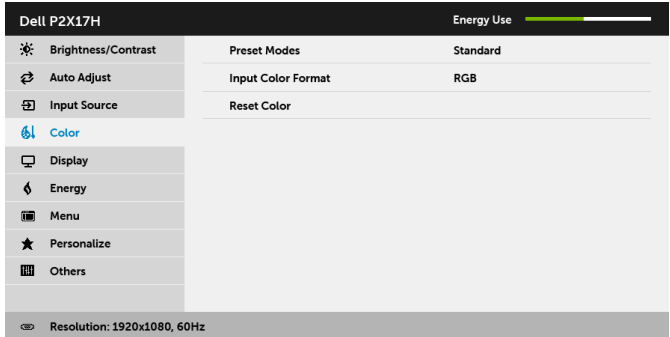 Dell P2X17H Energy Use
Brightness/Contrast Preset Modes Standard
Auto Adjust Input Color Format RGB
Input Source Reset Color
Color
Display
Energy
Menu
Personalize
Others
Resolution: 1920x1080, 60Hz